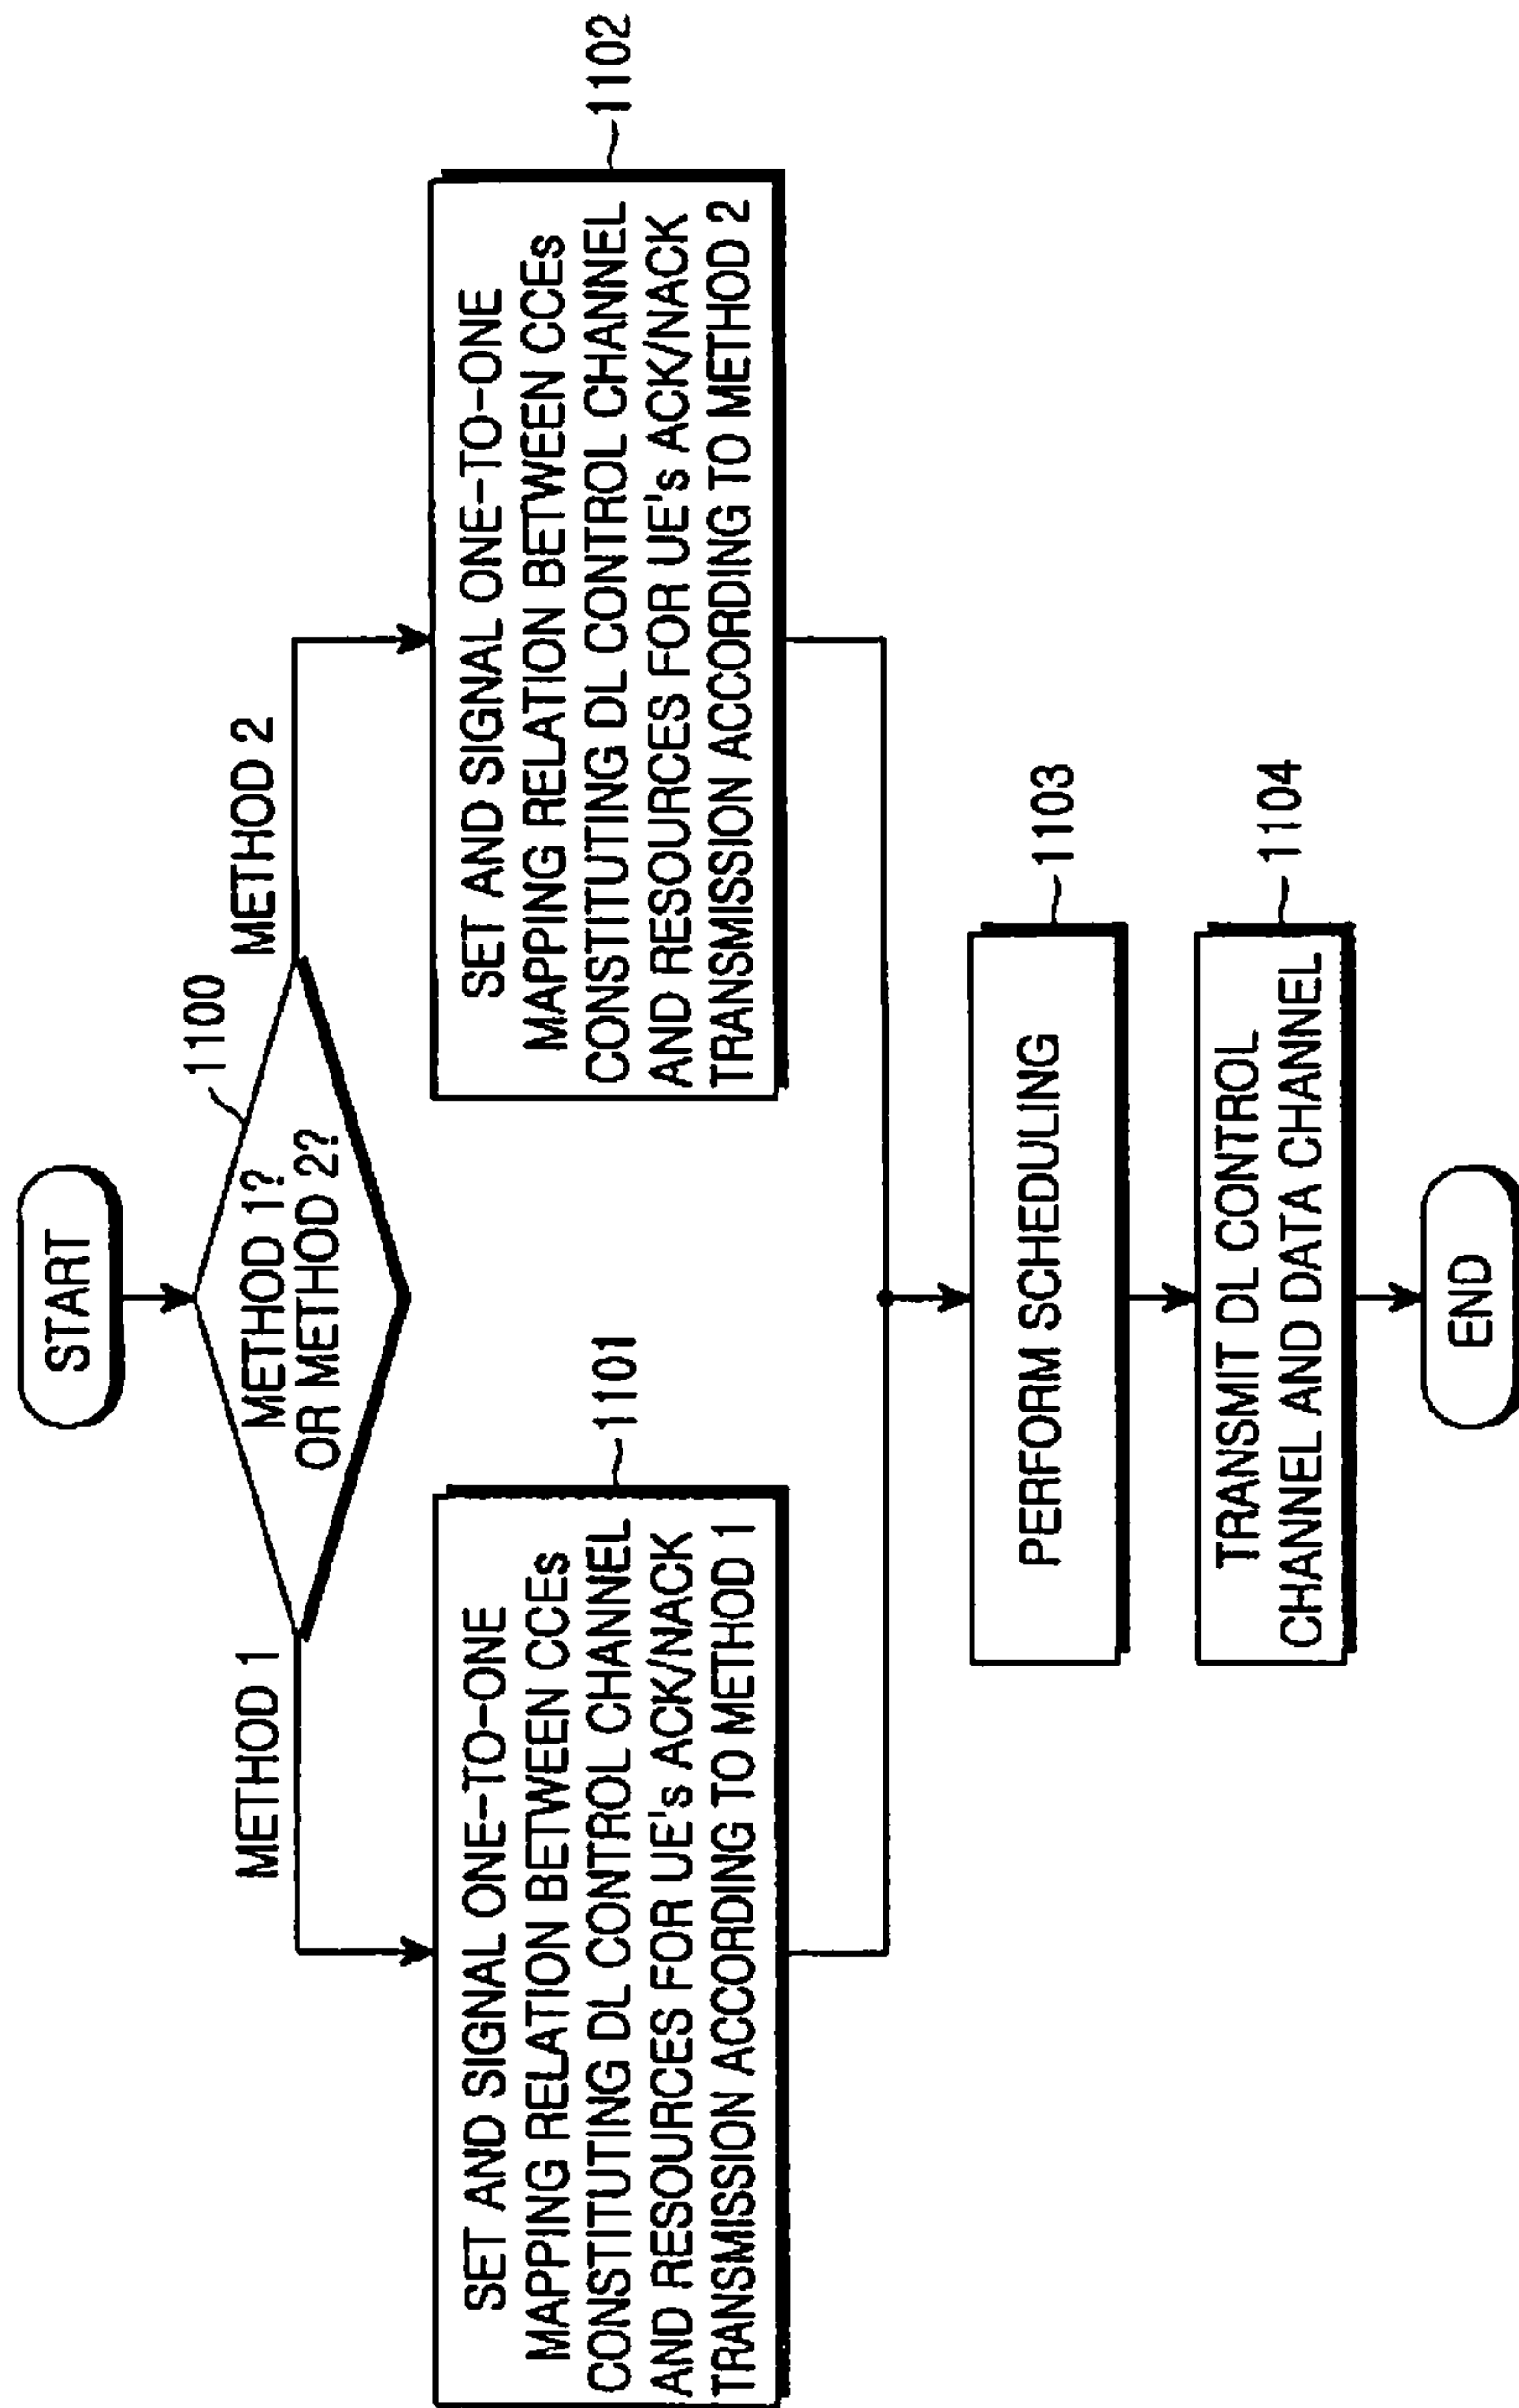 START
1100
METHOD 1?
OR METHOD 2?
METHOD 1
METHOD 2
1101
SET AND SIGNAL ONE-TO-ONE
MAPPING RELATION BETWEEN CCEs
CONSTITUTING DL CONTROL CHANNEL
AND RESOURCES FOR UE's ACK/NACK
TRANSMISSION ACCORDING TO METHOD 1
1102
SET AND SIGNAL ONE-TO-ONE
MAPPING RELATION BETWEEN CCEs
CONSTITUTING DL CONTROL CHANNEL
AND RESOURCES FOR UE's ACK/NACK
TRANSMISSION ACCORDING TO METHOD 2
1103
PERFORM SCHEDULING
1104
TRANSMIT DL CONTROL
CHANNEL AND DATA CHANNEL
END